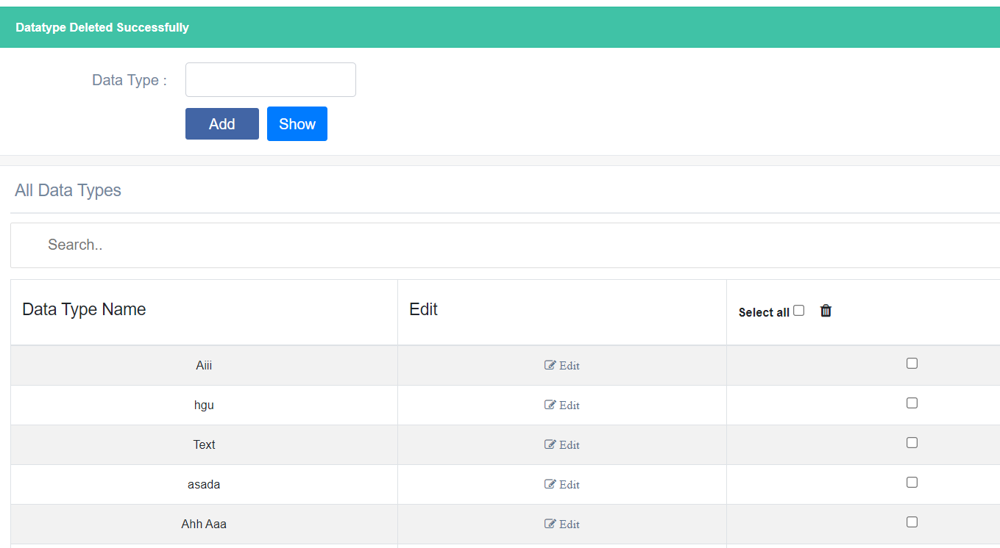 Datatype Deleted Successfully
Data Type :
Add Show
All Data Types
Search..
Data Type Name Edit Select all
Aiii Edit
hgu Edit
Text Edit
asada Edit
Ahh Aaa Edit